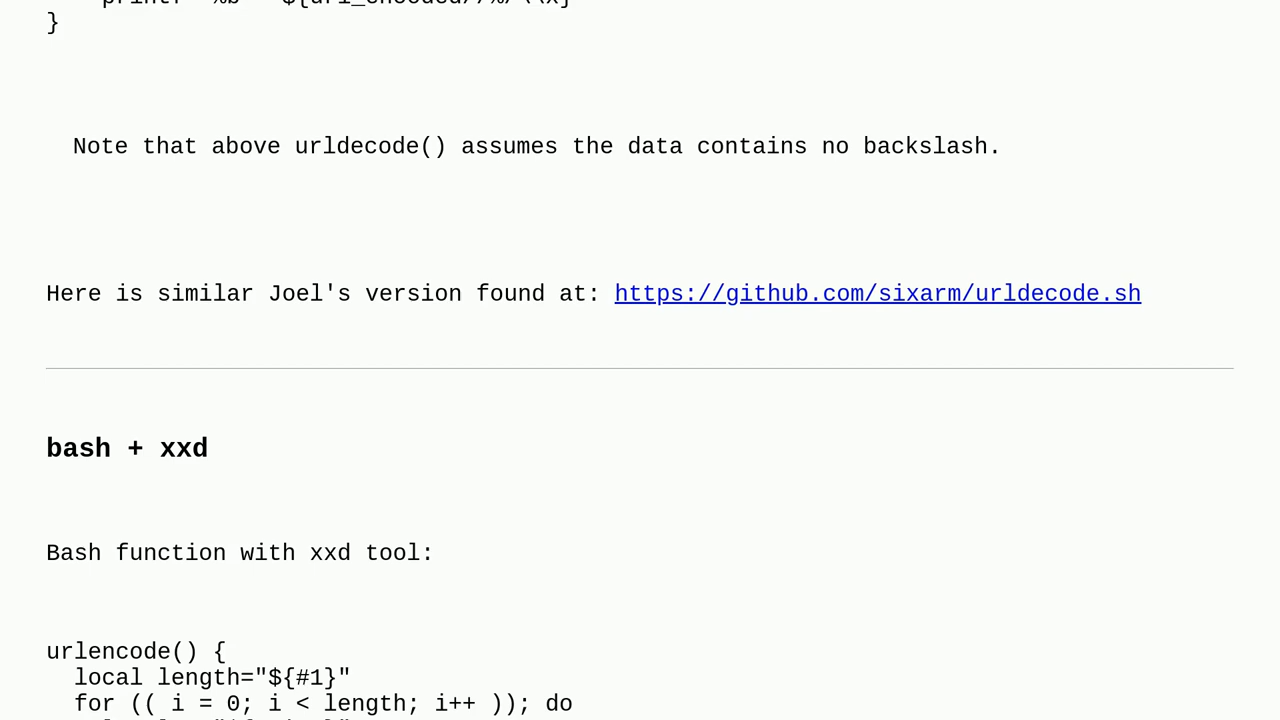 }
Note that above urldecode() assumes the data contains no backslash.
Here is similar Joel's version found at: https://github.com/sixarm/urldecode.sh
bash + xxd
Bash function with xxd tool:
urlencode() {
local length="${#1}"
for (( i = 0; i < length; i++ )); do